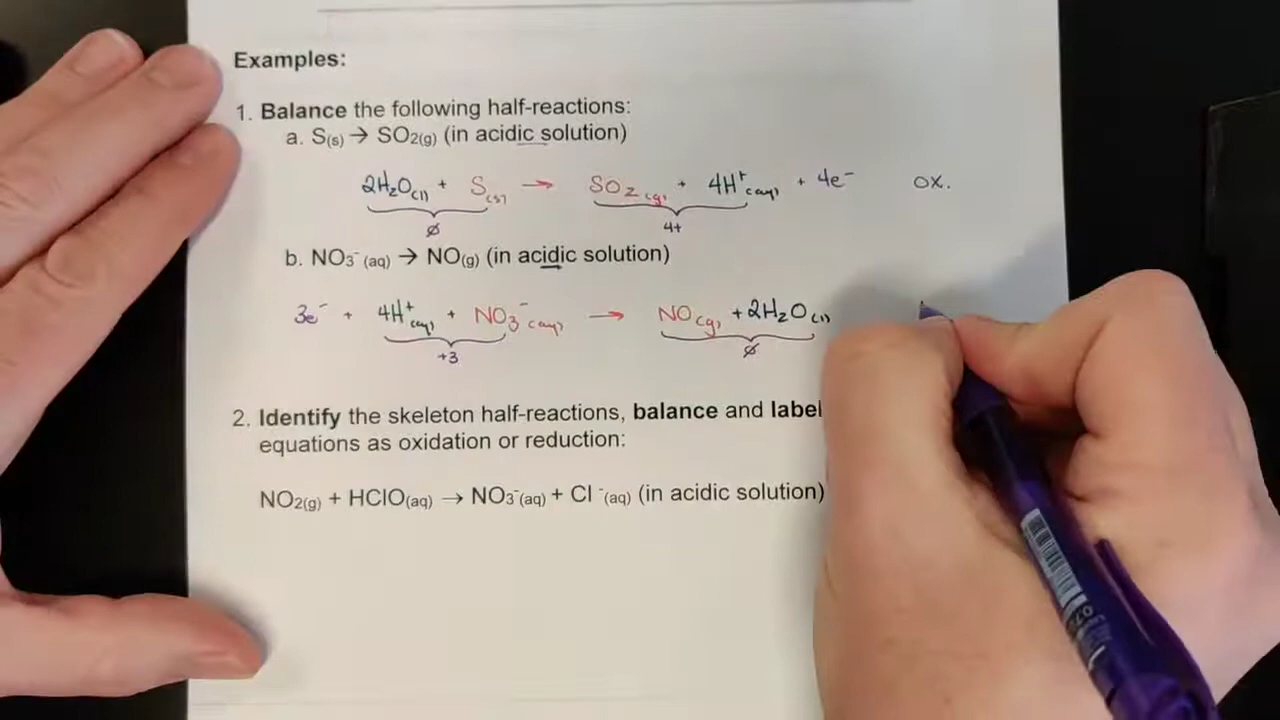 Examples:
1. Balance the following half-reactions:
a. S(s) → SO2(g) (in acidic solution)
2H₂O(l) + S(s) → SO₂(g) + 4H⁺(aq) + 4e⁻ ox.
∅ 4+
b. NO3⁻(aq) → NO(g) (in acidic solution)
3e⁻ + 4H⁺(aq) + NO₃⁻(aq) → NO(g) + 2H₂O(l)
+3 ∅
2. Identify the skeleton half-reactions, balance and label
equations as oxidation or reduction:
NO2(g) + HClO(aq) → NO3⁻(aq) + Cl⁻(aq) (in acidic solution)